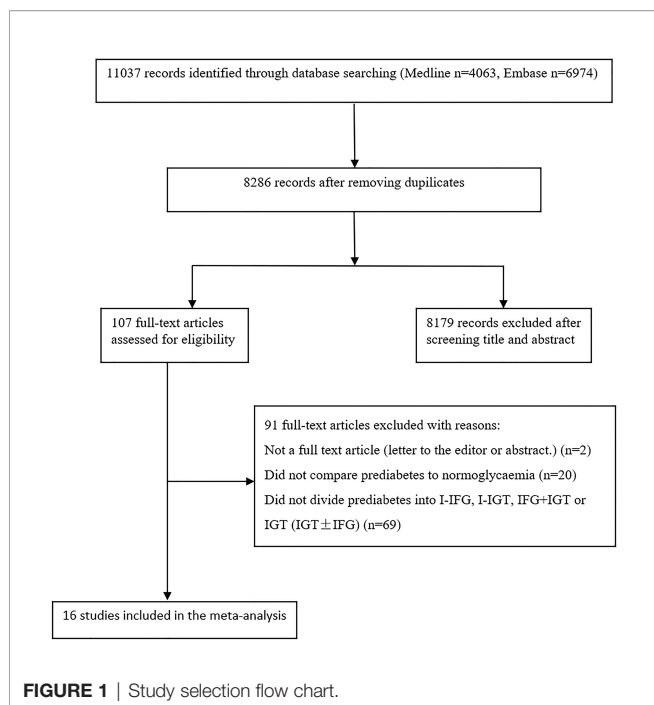 11037 records identified through database searching (Medline n=4063, Embase n=6974)
8286 records after removing dupilicates
107 full-text articles
assessed for eligibility
8179 records excluded after
screening title and abstract
91 full-text articles excluded with reasons:
Not a full text article (letter to the editor or abstract.) (n=2)
Did not compare prediabetes to normoglycaemia (n=20)
Did not divide prediabetes into I-IFG, I-IGT, IFG+IGT or
IGT (IGT±IFG) (n=69)
16 studies included in the meta-analysis
FIGURE 1 | Study selection flow chart.